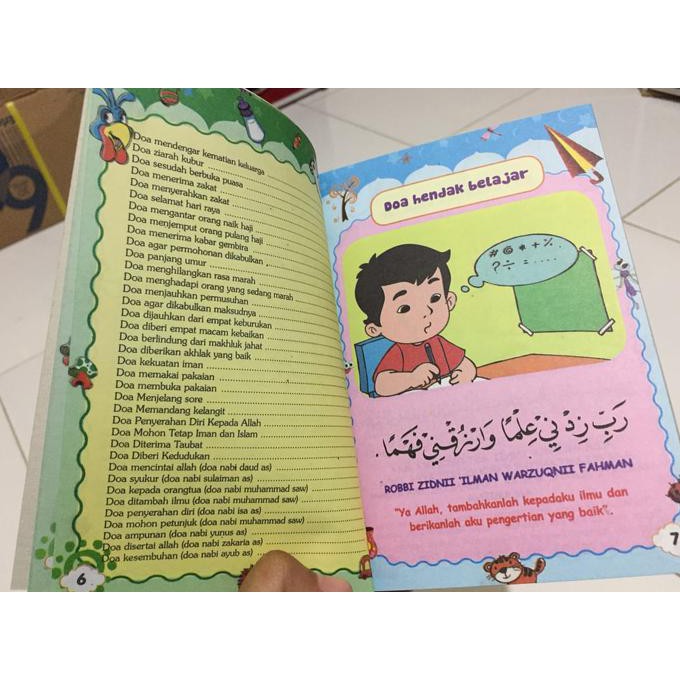 Doa mendengar kematian keluarga
Doa ziarah kubur
Doa sesudah berbuka puasa
Doa menerima zakat
Doa menyerahkan zakat
Doa selamat hari raya
Doa mengantar orang naik haji
Doa menjemput orang pulang haji
Doa menerima kabar gembira
Doa agar permohonan dikabulkan
Doa panjang umur
Doa menghilangkan rasa marah
Doa menghadapi orang yang sedang marah
Doa menjauhkan permusuhan
Doa agar dikabulkan maksudnya
Doa dijauhkan dari empat keburukan
Doa diberi empat macam kebaikan
Doa berlindung dari makhluk jahat
Doa diberikan akhlak yang baik
Doa kekuatan iman
Doa memakai pakaian
Doa membuka pakaian
Doa Menjelang sore
Doa Memandang kelangit
Doa Penyerahan Diri Kepada Allah
Doa Mohon Tetap Iman dan Islam
Doa Diterima Taubat
Doa Diberi Kedudukan
Doa mencintai allah (doa nabi daud as)
Doa syukur (doa nabi sulaiman as)
Doa kepada orangtua (doa nabi muhammad saw)
Doa ditambah ilmu (doa nabi muhammad saw)
Doa penyerahan diri (doa nabi isa as)
Doa mohon petunjuk (doa nabi muhammad saw)
Doa ampunan (doa nabi yunus as)
Doa disertai allah (doa nabi zakaria as)
Doa kesembuhan (doa nabi ayub as)
6
Doa hendak belajar
# @ * + %.
? ÷ = ....
رَبِّ زِدْنِيْ عِلْمًا وَارْزُقْنِيْ فَهْمًا.
ROBBI ZIDNII 'ILMAN WARZUQNII FAHMAN
"Ya Allah, tambahkanlah kepadaku ilmu dan
berikanlah aku pengertian yang baik".
7